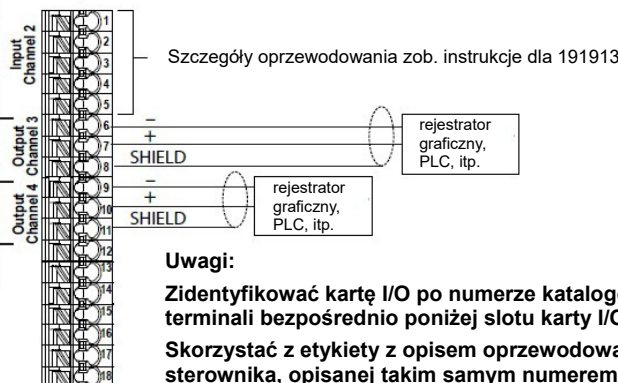 Input
Channel 2
Output
Channel 3
Output
Channel 4
1
2
3
4
5
6
7
8
9
10
11
12
13
14
15
16
17
18
Szczegóły oprzewodowania zob. instrukcje dla 191913
−
+
SHIELD
rejestrator
graficzny,
PLC, itp.
−
+
SHIELD
rejestrator
graficzny,
PLC, itp.
Uwagi:
Zidentyfikować kartę I/O po numerze katalog
terminali bezpośrednio poniżej slotu karty I/O
Skorzystać z etykiety z opisem oprzewodowa
sterownika, opisanej takim samym numerem